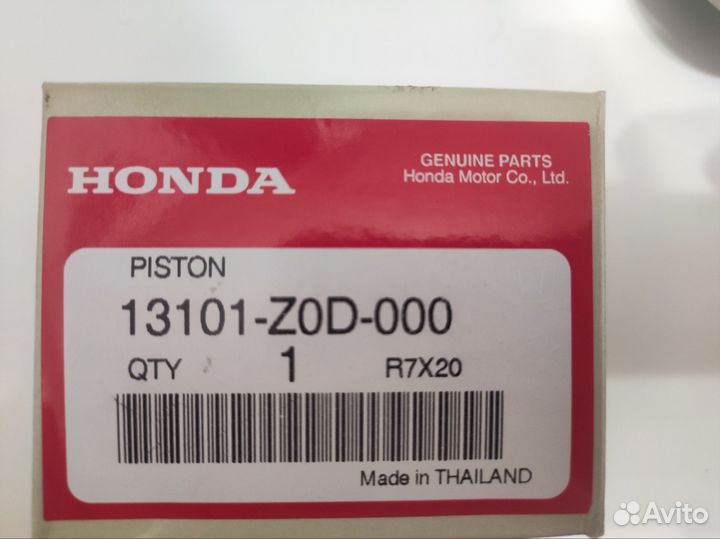 HONDA
GENUINE PARTS
Honda Motor Co., Ltd.
PISTON
13101-Z0D-000
QTY 1 R7X20
Made in THAILAND
Avito